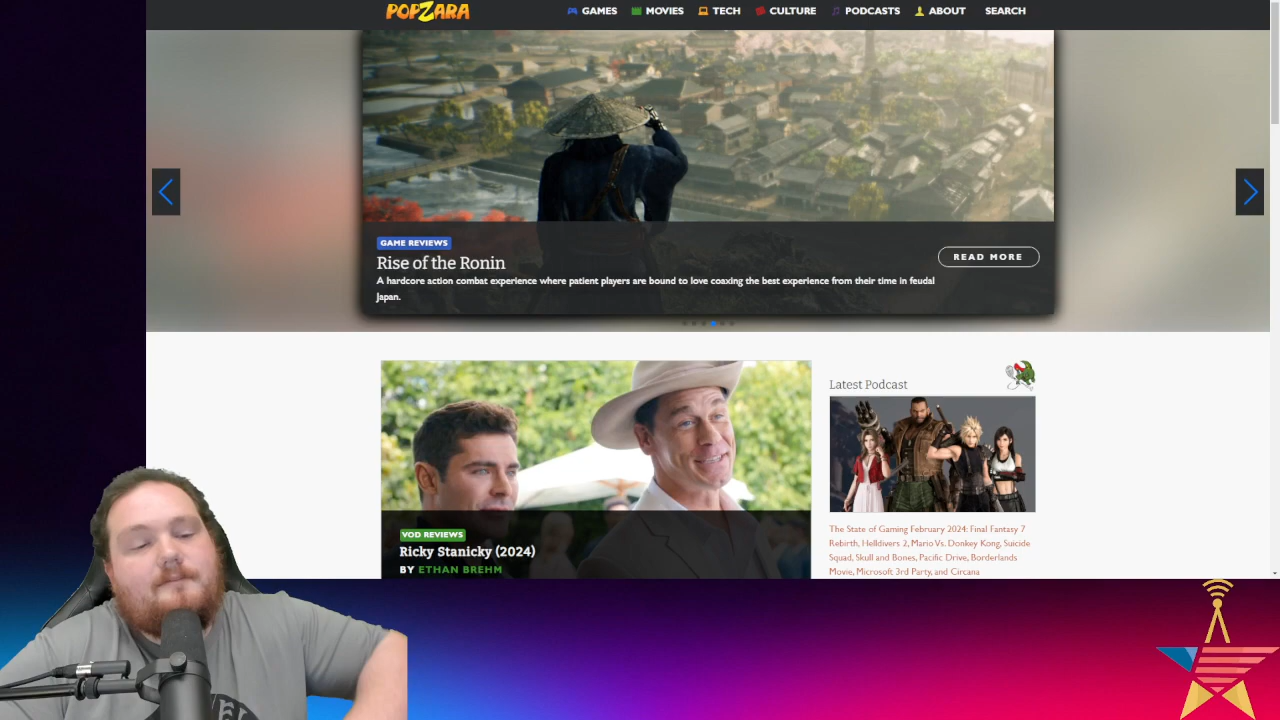 POPZARA
GAMES MOVIES TECH CULTURE PODCASTS ABOUT SEARCH
GAME REVIEWS
Rise of the Ronin
A hardcore action combat experience where patient players are bound to love coaxing the best experience from their time in feudal
Japan.
READ MORE
VOD REVIEWS
Ricky Stanicky (2024)
BY ETHAN BREHM
Latest Podcast
The State of Gaming February 2024: Final Fantasy 7
Rebirth, Helldivers 2, Mario Vs. Donkey Kong, Suicide
Squad, Skull and Bones, Pacific Drive, Borderlands
Movie, Microsoft 3rd Party, and Circana